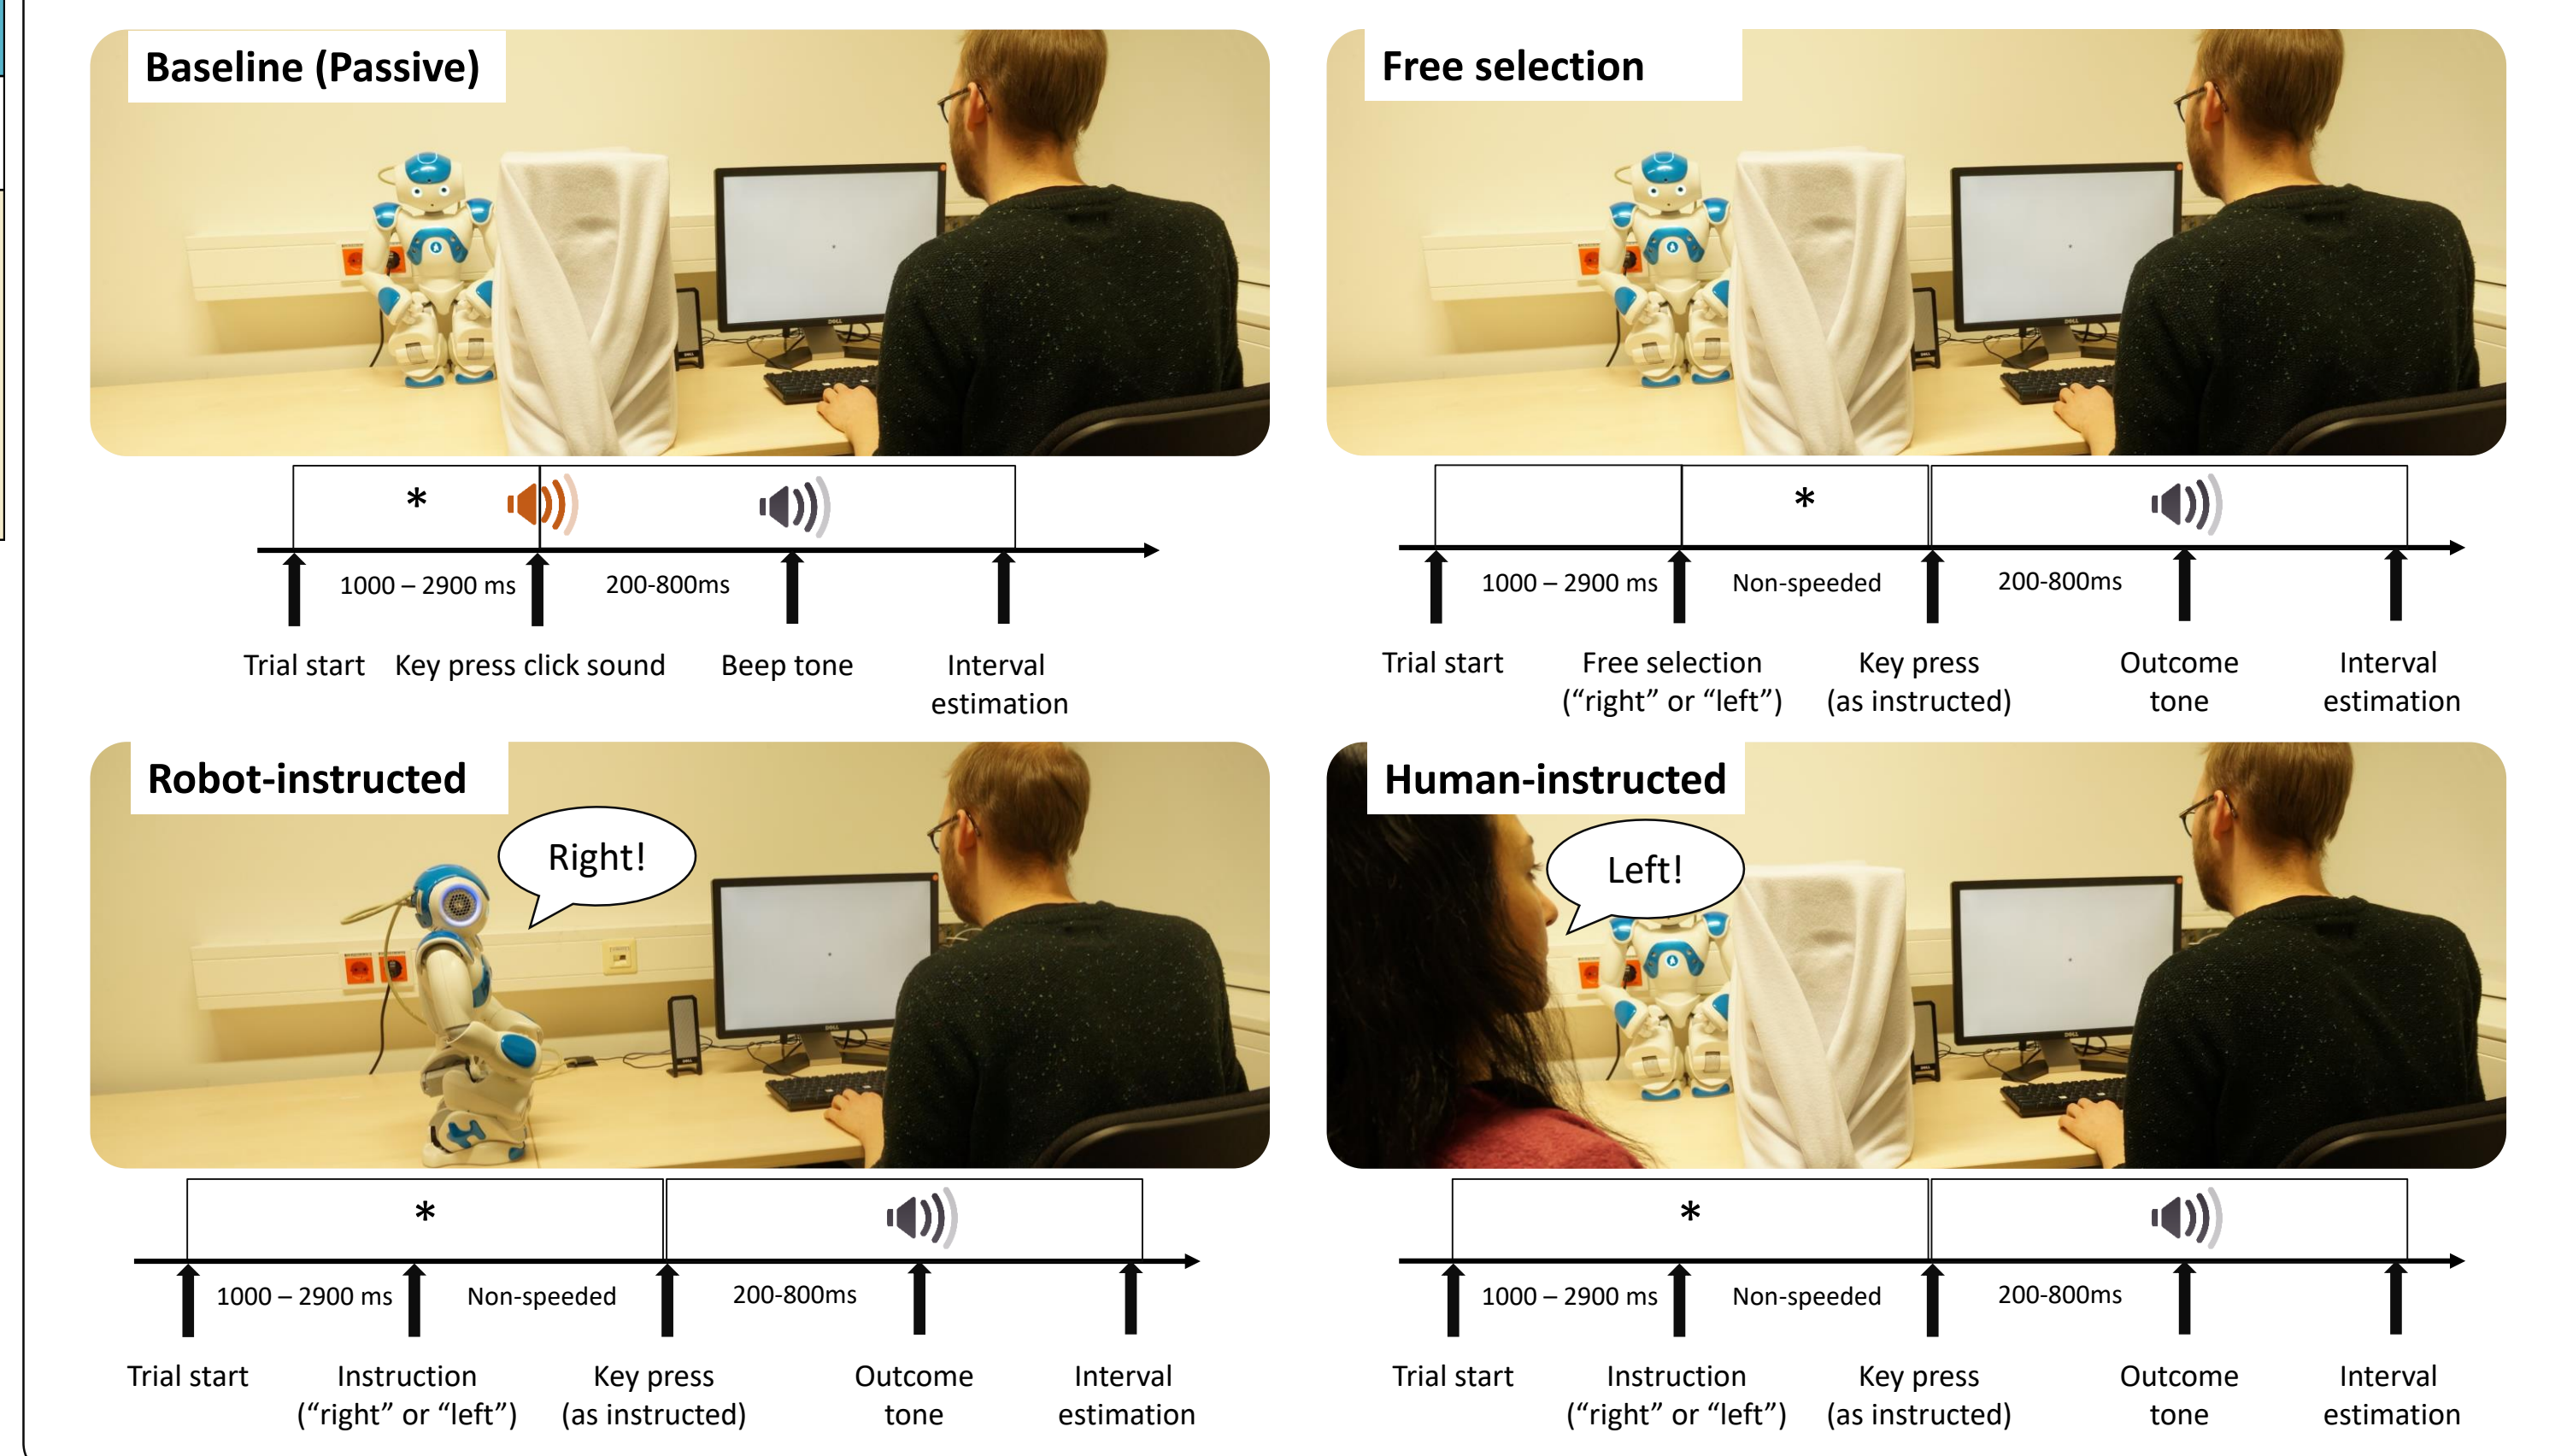 Baseline (Passive)
*
1000 – 2900 ms
200-800ms
Trial start
Key press click sound
Beep tone
Interval
estimation
Free selection
*
1000 – 2900 ms
Non-speeded
200-800ms
Trial start
Free selection
(“right” or “left”)
Key press
(as instructed)
Outcome
tone
Interval
estimation
Robot-instructed
Right!
*
1000 – 2900 ms
Non-speeded
200-800ms
Trial start
Instruction
(“right” or “left”)
Key press
(as instructed)
Outcome
tone
Interval
estimation
Human-instructed
Left!
*
1000 – 2900 ms
Non-speeded
200-800ms
Trial start
Instruction
(“right” or “left”)
Key press
(as instructed)
Outcome
tone
Interval
estimation